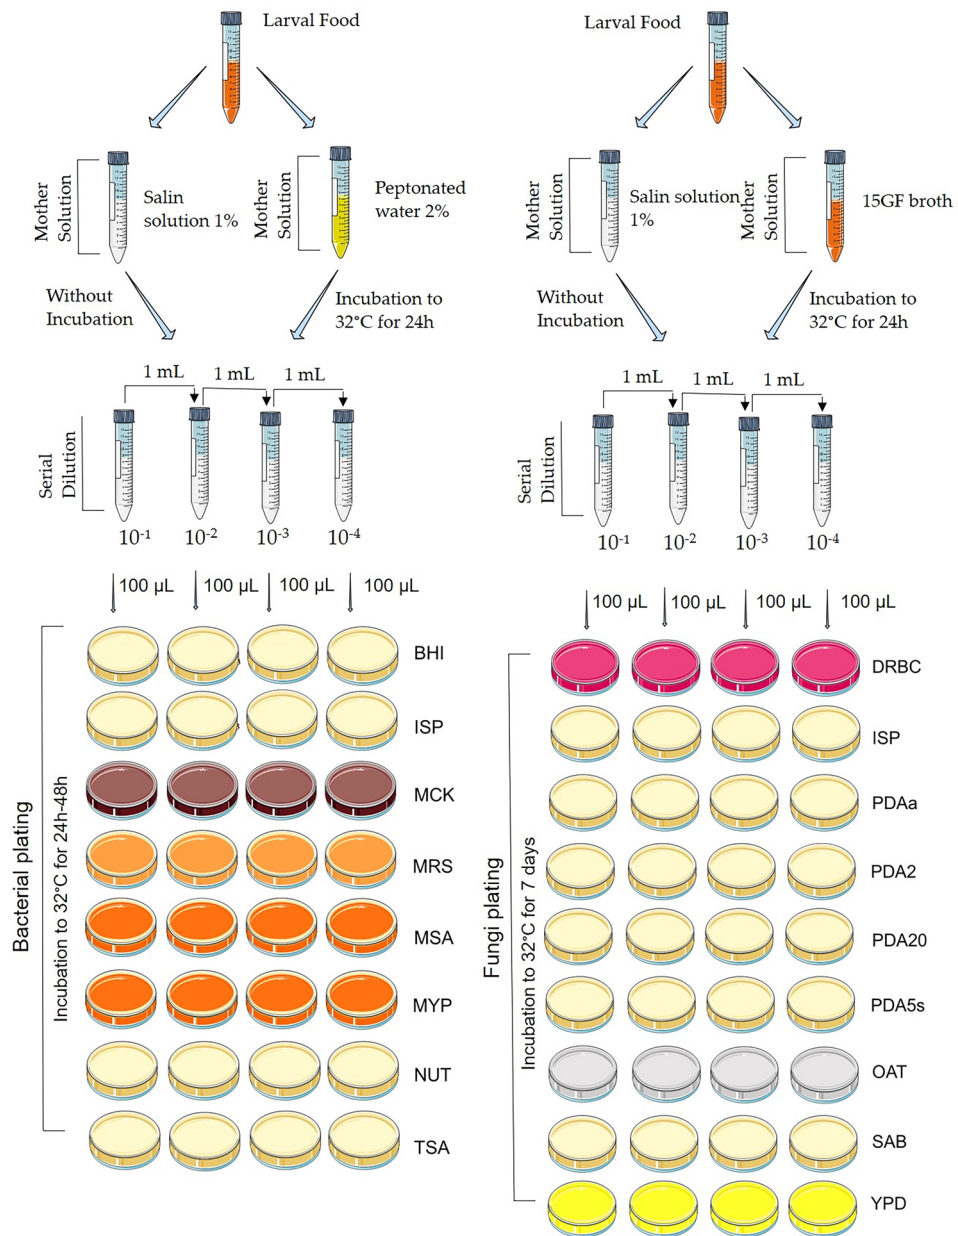 Larval Food
Mother
Solution
Salin
solution 1%
Mother
Solution
Peptonated
water 2%
Without
Incubation
Incubation to
32°C for 24h
1 mL
1 mL
1 mL
Serial
Dilution
10-1
10-2
10-3
10-4
100 µL
100 µL
100 µL
100 µL
Bacterial plating
Incubation to 32°C for 24h-48h
BHI
ISP
MCK
MRS
MSA
MYP
NUT
TSA
Larval Food
Mother
Solution
Salin solution
1%
Mother
Solution
15GF broth
Without
Incubation
Incubation to
32°C for 24h
1 mL
1 mL
1 mL
Serial
Dilution
10-1
10-2
10-3
10-4
100 µL
100 µL
100 µL
100 µL
Fungi plating
Incubation to 32°C for 7 days
DRBC
ISP
PDAa
PDA2
PDA20
PDA5s
OAT
SAB
YPD